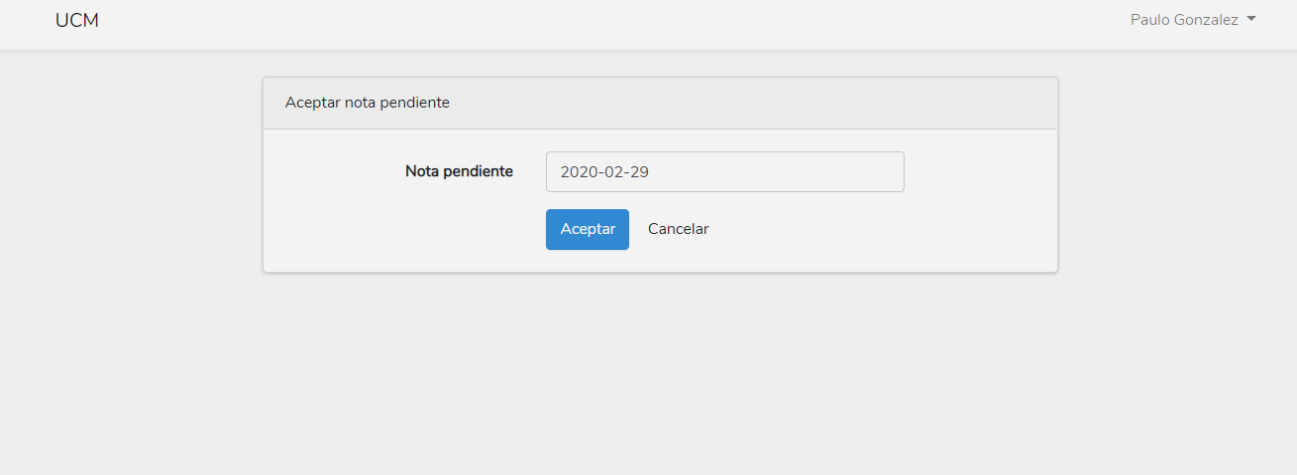 UCM
Paulo Gonzalez
Aceptar nota pendiente
Nota pendiente
2020-02-29
Aceptar
Cancelar